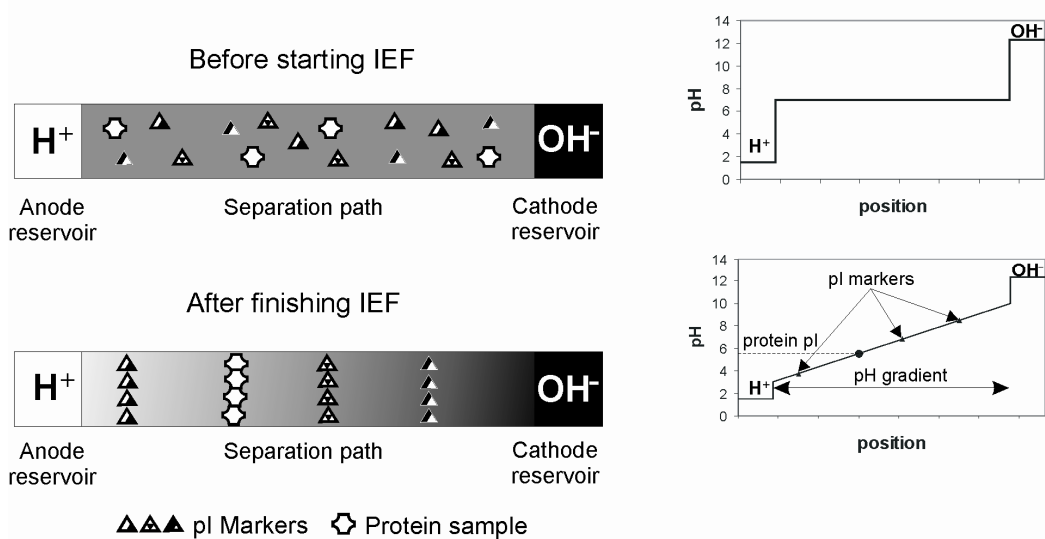 Before starting IEF
H⁺
OH⁻
Anode
reservoir
Separation path
Cathode
reservoir
After finishing IEF
H⁺
OH⁻
Anode
reservoir
Separation path
Cathode
reservoir
pI Markers
Protein sample
pH
14
12
10
8
6
4
2
0
H⁺
OH⁻
position
pH
14
12
10
8
6
4
2
0
pI markers
OH⁻
protein pI
H⁺
pH gradient
position